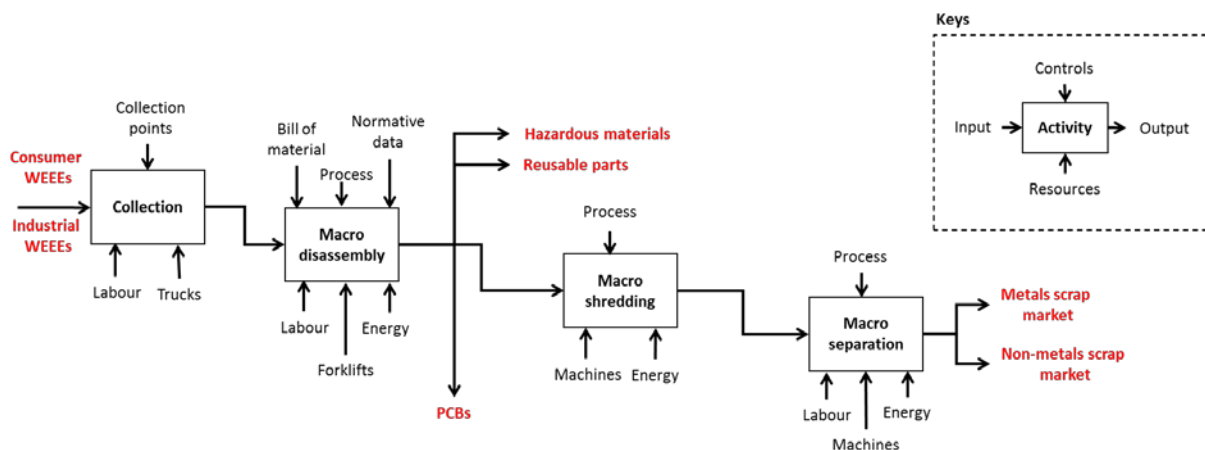 Keys
Controls
Input
Activity
Output
Resources
Collection
points
Consumer
WEEEs
Industrial
WEEEs
Collection
Labour
Trucks
Bill of
material
Process
Normative
data
Macro
disassembly
Labour
Forklifts
Energy
Hazardous materials
Reusable parts
PCBs
Process
Macro
shredding
Machines
Energy
Process
Macro
separation
Labour
Machines
Energy
Metals scrap
market
Non-metals scrap
market